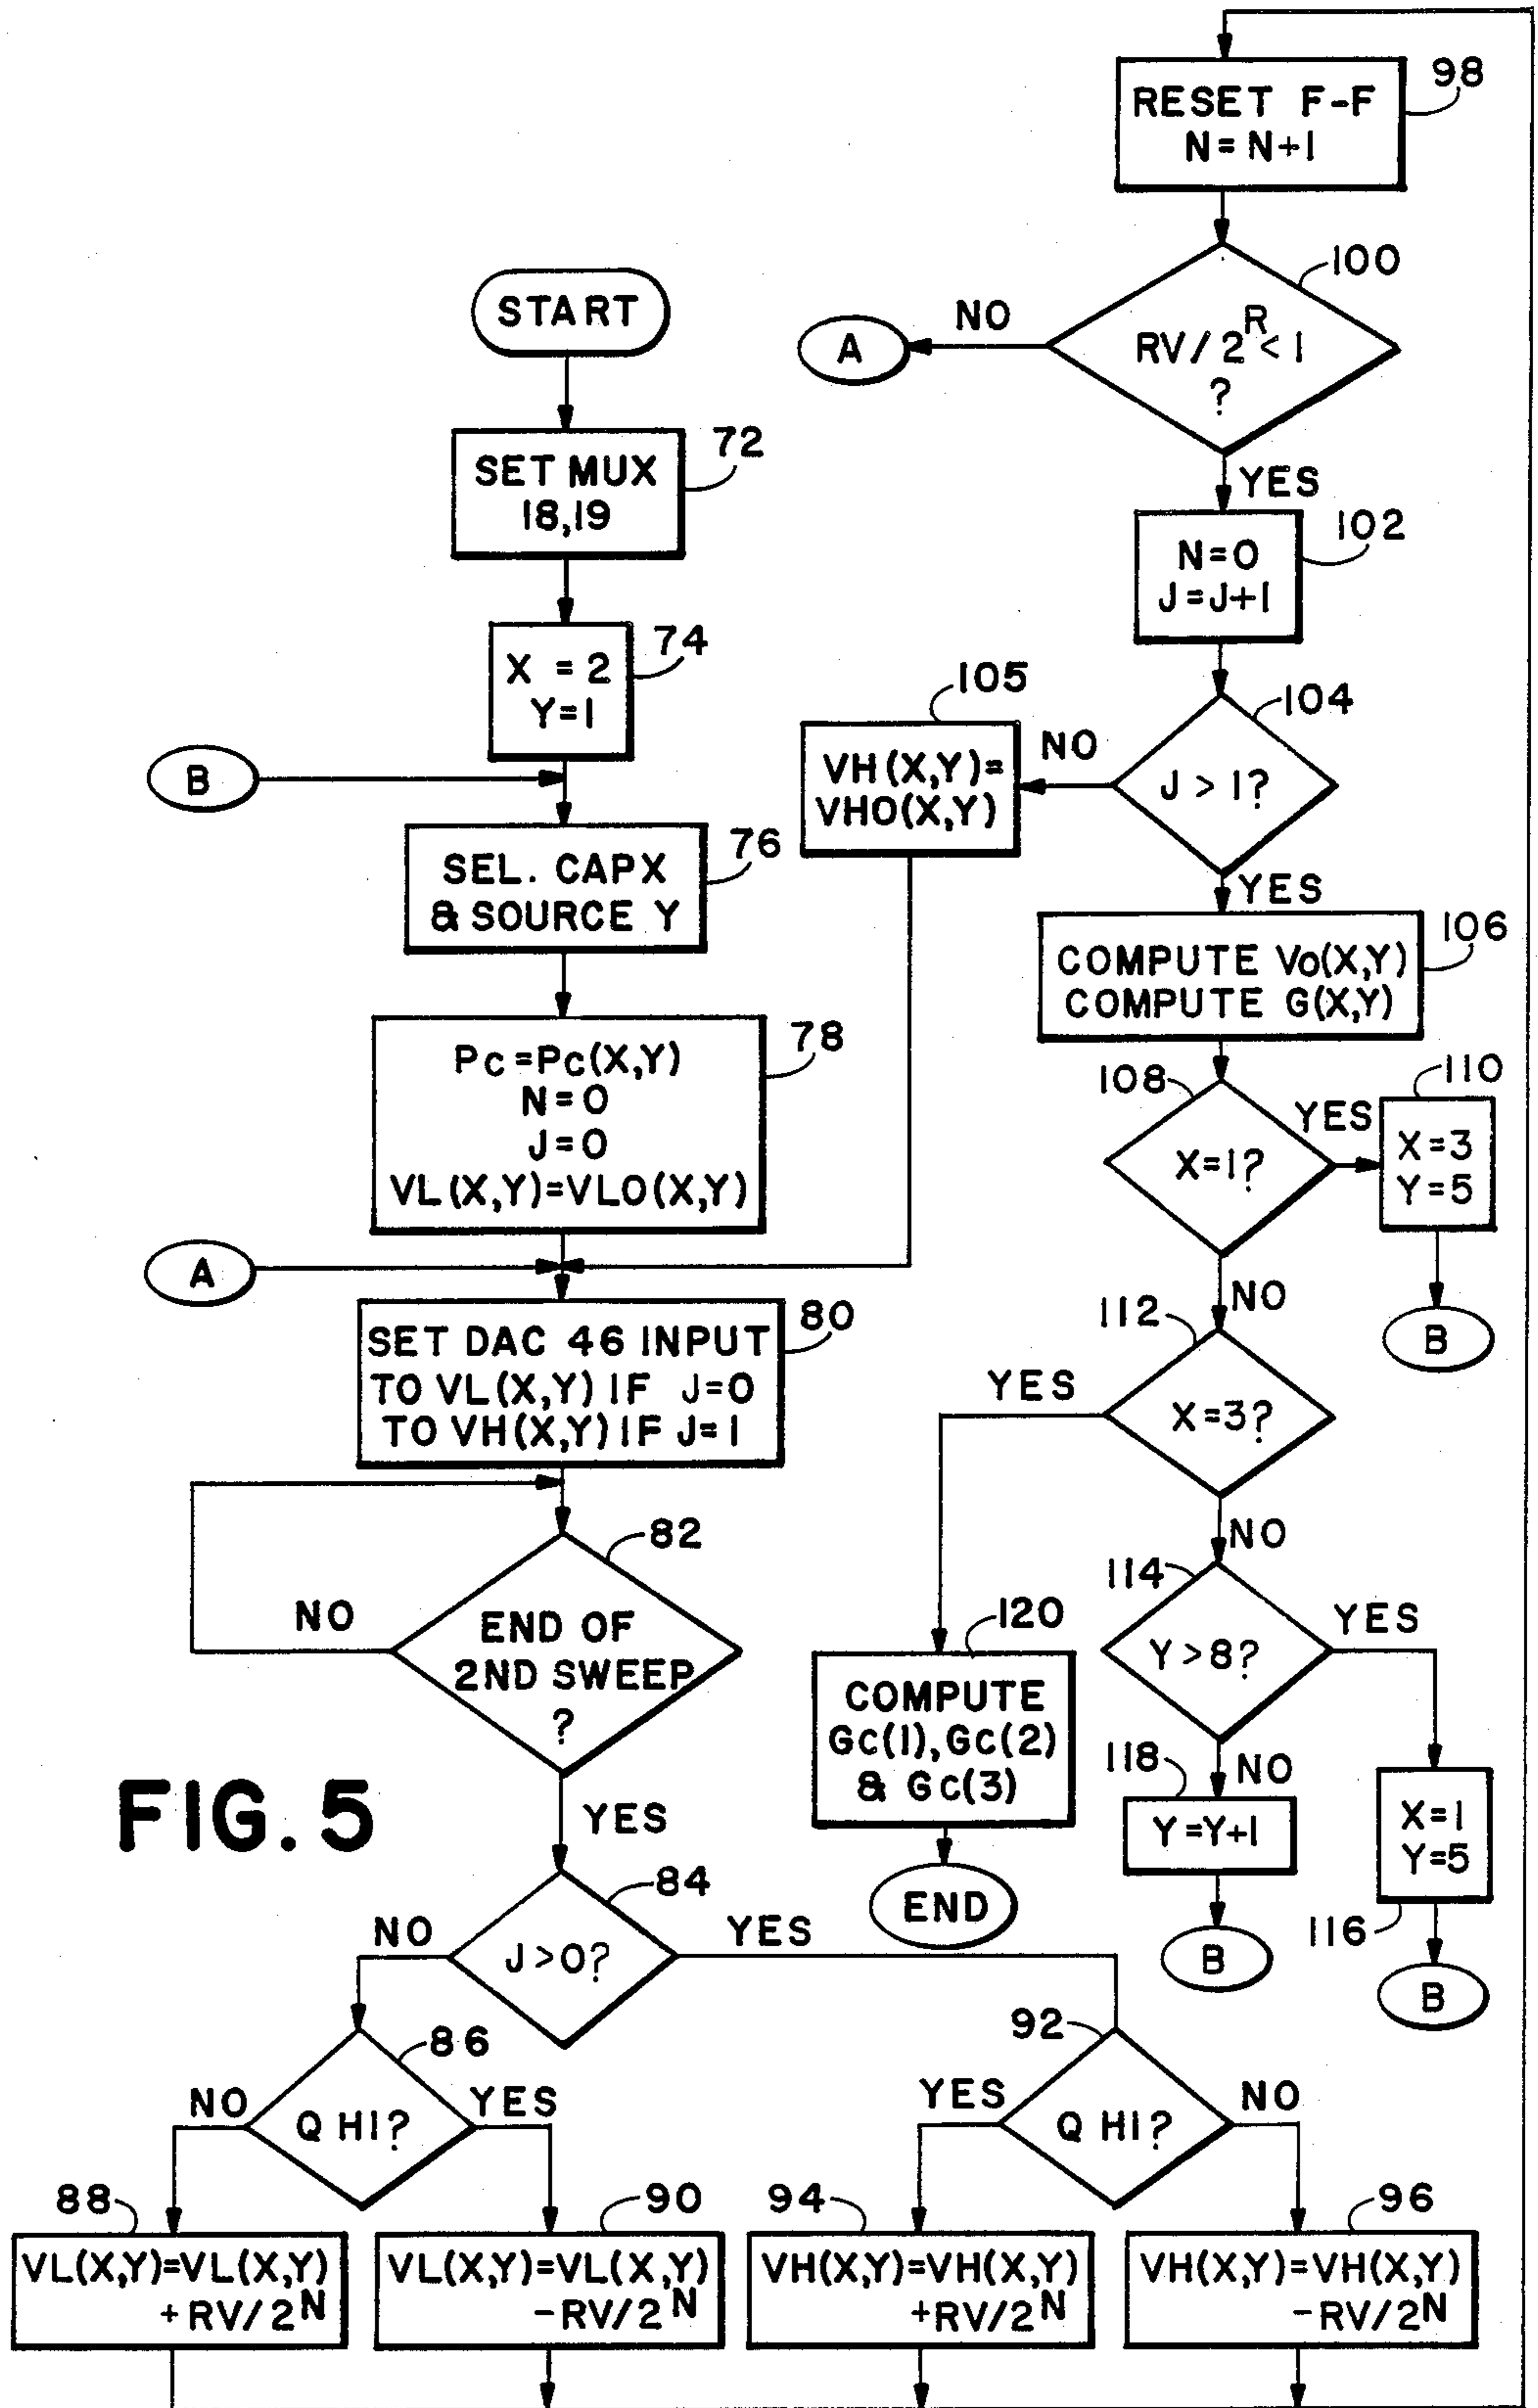 START
SET MUX
18,19
72
X = 2
Y=1
74
B
SEL. CAPX
& SOURCE Y
76
Pc=Pc(X,Y)
N=0
J=0
VL(X,Y)=VLO(X,Y)
78
A
SET DAC 46 INPUT
TO VL(X,Y) IF J=0
TO VH(X,Y) IF J=1
80
END OF
2ND SWEEP
?
82
NO
YES
FIG. 5
J>0?
84
NO
YES
Q HI?
86
NO
YES
88
VL(X,Y)=VL(X,Y)
+RV/2^N
90
VL(X,Y)=VL(X,Y)
-RV/2^N
Q HI?
92
YES
NO
94
VH(X,Y)=VH(X,Y)
+RV/2^N
96
VH(X,Y)=VH(X,Y)
-RV/2^N
RESET F-F
N=N+1
98
RV/2^R<1
?
100
NO
A
YES
N=0
J=J+1
102
J>1?
104
NO
105
VH(X,Y)=
VHO(X,Y)
YES
COMPUTE Vo(X,Y)
COMPUTE G(X,Y)
106
X=1?
108
YES
110
X=3
Y=5
B
NO
X=3?
112
YES
120
COMPUTE
Gc(1),Gc(2)
& Gc(3)
END
NO
Y>8?
114
YES
X=1
Y=5
116
B
NO
118
Y=Y+1
B